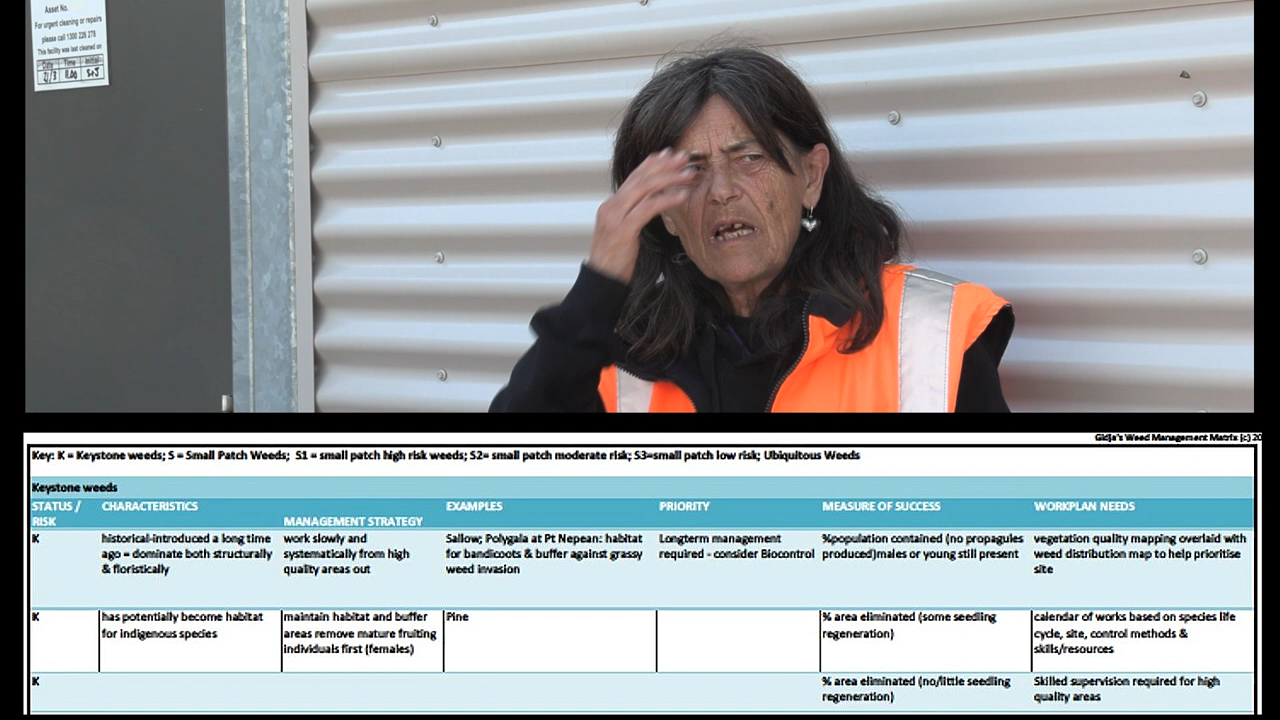 Asset No.
For urgent cleaning or repairs
please call 1300 226 278
This facility was last cleaned on
Date Time Initial
21/3 11.00 SOJ
Gidja's Weed Management Matrix (c) 20
Key: K = Keystone weeds; S = Small Patch Weeds; S1 = small patch high risk weeds; S2= small patch moderate risk; S3=small patch low risk; Ubiquitous Weeds
Keystone weeds
STATUS / RISK
CHARACTERISTICS
MANAGEMENT STRATEGY
EXAMPLES
PRIORITY
MEASURE OF SUCCESS
WORKPLAN NEEDS
K
historical-introduced a long time
ago = dominate both structurally
& floristically
work slowly and
systematically from high
quality areas out
Sallow; Polygala at Pt Nepean: habitat
for bandicoots & buffer against grassy
weed invasion
Longterm management
required - consider Biocontrol
%population contained (no propagules
produced)males or young still present
vegetation quality mapping overlaid with
weed distribution map to help prioritise
site
K
has potentially become habitat
for indigenous species
maintain habitat and buffer
areas remove mature fruiting
individuals first (females)
Pine
% area eliminated (some seedling
regeneration)
calendar of works based on species life
cycle, site, control methods &
skills/resources
K
% area eliminated (no/little seedling
regeneration)
Skilled supervision required for high
quality areas